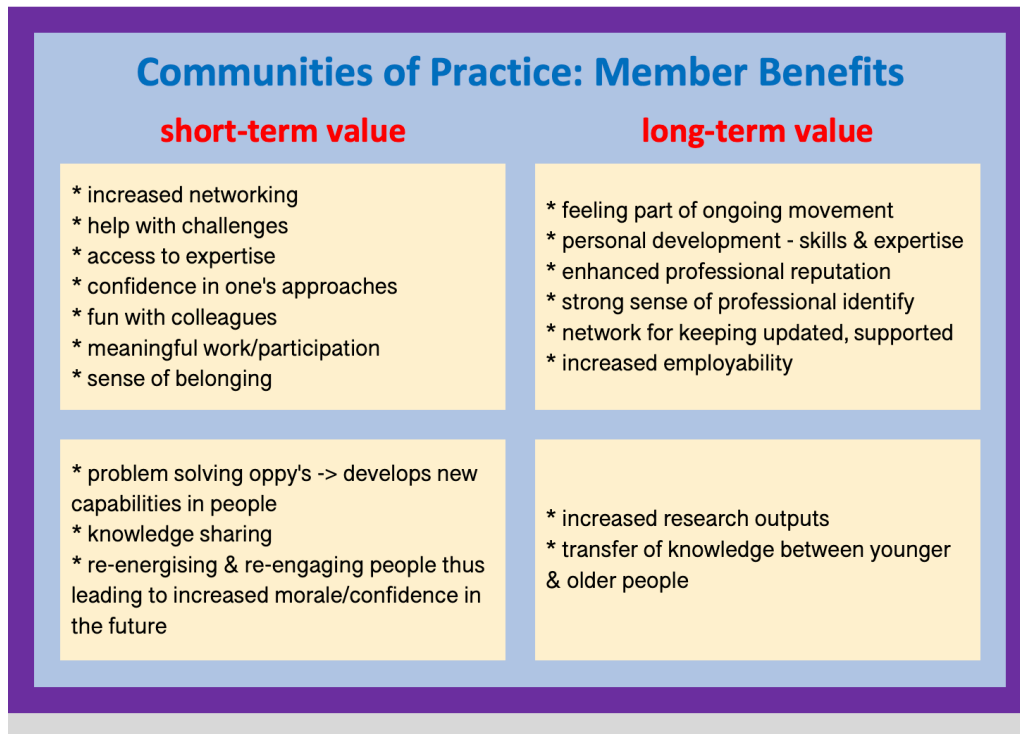 Communities of Practice: Member Benefits
short-term value
* increased networking
* help with challenges
* access to expertise
* confidence in one's approaches
* fun with colleagues
* meaningful work/participation
* sense of belonging
* problem solving oppy's -> develops new
capabilities in people
* knowledge sharing
* re-energising & re-engaging people thus
leading to increased morale/confidence in
the future
long-term value
* feeling part of ongoing movement
* personal development - skills & expertise
* enhanced professional reputation
* strong sense of professional identify
* network for keeping updated, supported
* increased employability
* increased research outputs
* transfer of knowledge between younger
& older people